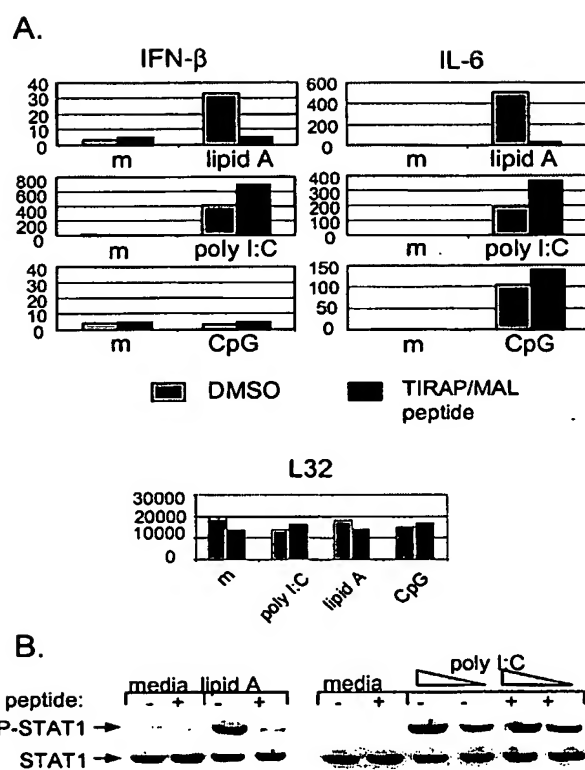 A.
IFN-β IL-6
40 30 20 10 0 600 400 200 0
m lipid A m lipid A
800 600 400 200 0 400 300 200 100 0
m poly I:C m poly I:C
40 30 20 10 0 150 100 50 0
m CpG m CpG
DMSO TIRAP/MAL
peptide
L32
30000
20000
10000
0
m poly I:C lipid A CpG
B.
poly I:C
media lipid A media
peptide: - + - + - + - - + +
P-STAT1
STAT1